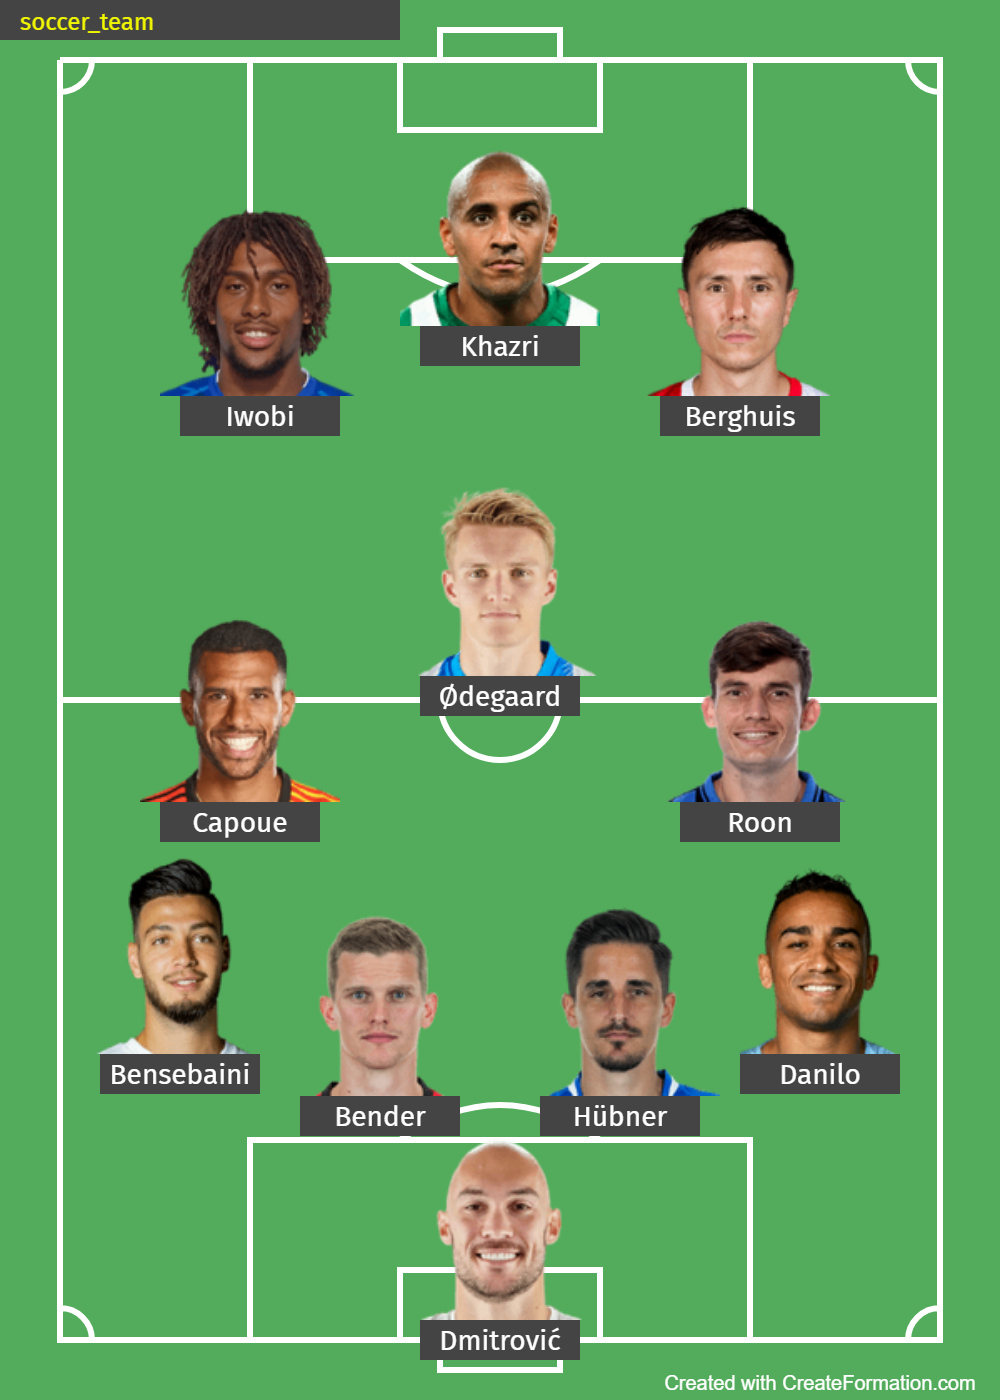 soccer_team
Khazri
Iwobi
Berghuis
Ødegaard
Capoue
Roon
Bensebaini
Danilo
Bender
Hübner
Dmitrović
Created with CreateFormation.com